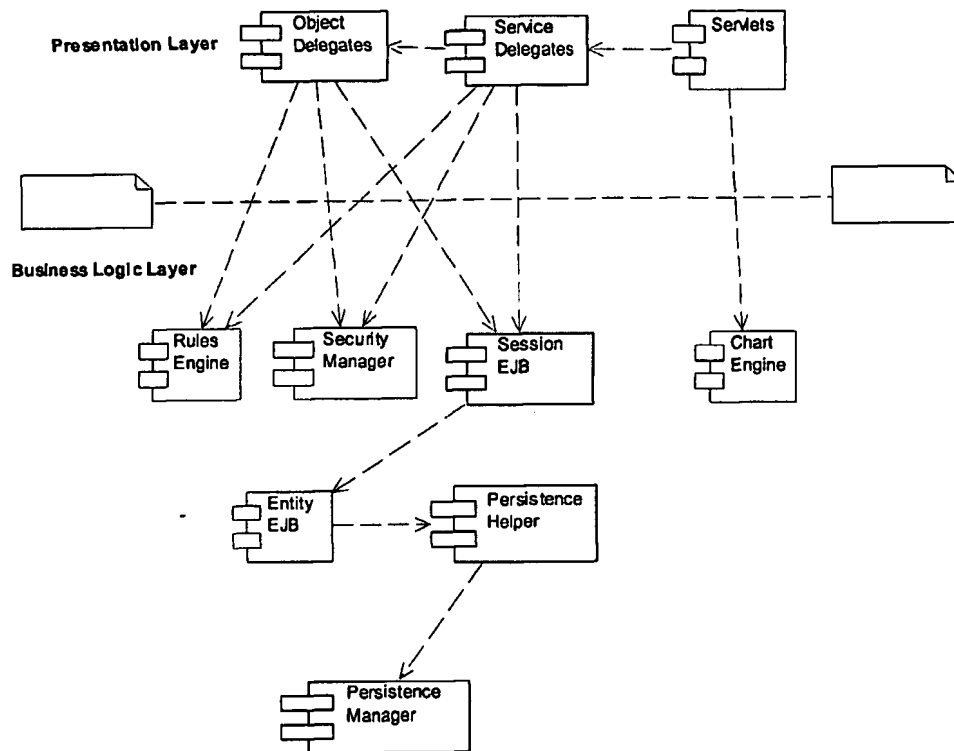 Presentation Layer
Object
Delegates
Service
Delegates
Servlets
Business Logic Layer
Rules
Engine
Security
Manager
Session
EJB
Chart
Engine
Entity
EJB
Persistence
Helper
Persistence
Manager